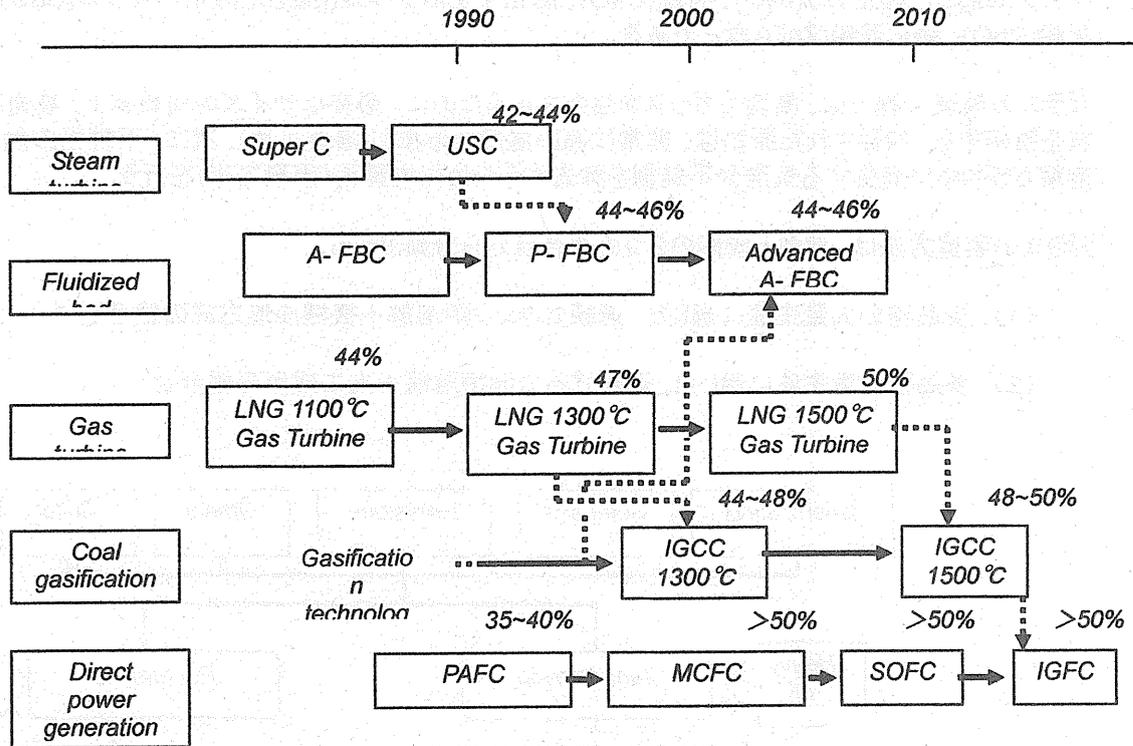 1990
2000
2010
42~44%
Super C
USC
Steam
44~46%
44~46%
A- FBC
P- FBC
Advanced
A- FBC
Fluidized
44%
47%
50%
LNG 1100℃
Gas Turbine
LNG 1300℃
Gas Turbine
LNG 1500℃
Gas Turbine
Gas
44~48%
48~50%
Coal
gasification
Gasificatio
n
technolog
IGCC
1300℃
IGCC
1500℃
35~40%
>50%
>50%
>50%
Direct
power
generation
PAFC
MCFC
SOFC
IGFC